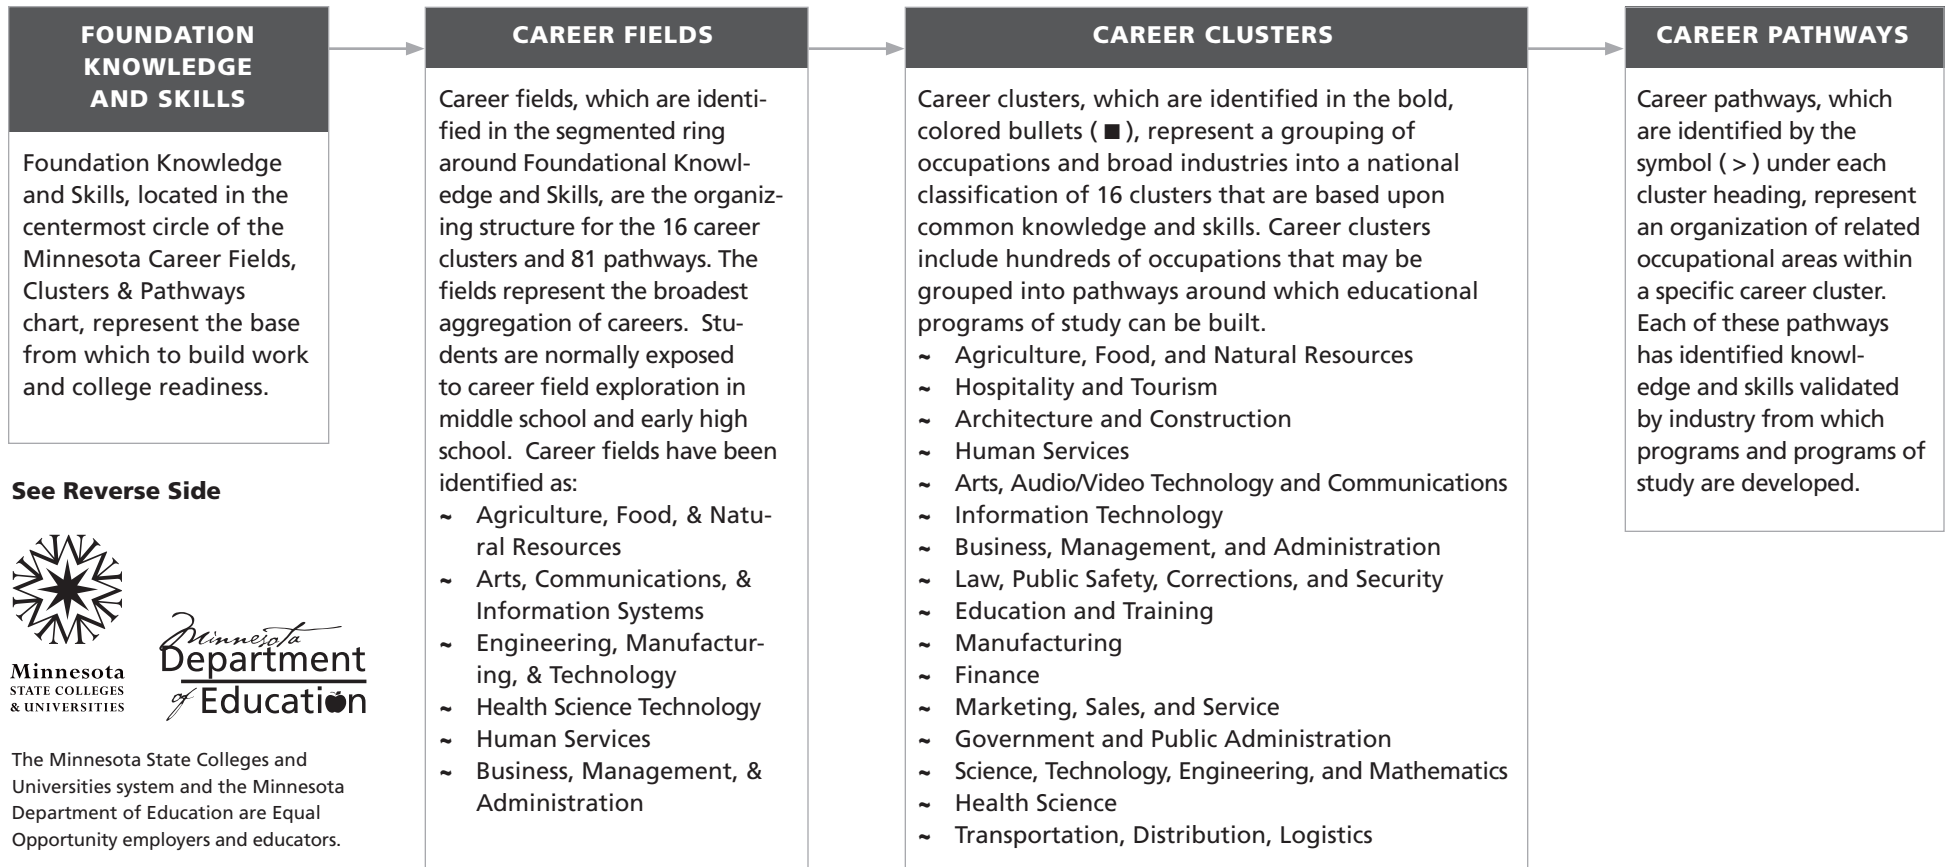 FOUNDATION
KNOWLEDGE
AND SKILLS
Foundation Knowledge
and Skills, located in the
centermost circle of the
Minnesota Career Fields,
Clusters & Pathways
chart, represent the base
from which to build work
and college readiness.
See Reverse Side
Minnesota
STATE COLLEGES
& UNIVERSITIES
Minnesota
Department
of Education
The Minnesota State Colleges and
Universities system and the Minnesota
Department of Education are Equal
Opportunity employers and educators.
CAREER FIELDS
Career fields, which are identi-
fied in the segmented ring
around Foundational Knowl-
edge and Skills, are the organiz-
ing structure for the 16 career
clusters and 81 pathways. The
fields represent the broadest
aggregation of careers.  Stu-
dents are normally exposed
to career field exploration in
middle school and early high
school.  Career fields have been
identified as:
~ Agriculture, Food, & Natu-
ral Resources
~ Arts, Communications, &
Information Systems
~ Engineering, Manufactur-
ing, & Technology
~ Health Science Technology
~ Human Services
~ Business, Management, &
Administration
CAREER CLUSTERS
Career clusters, which are identified in the bold,
colored bullets ( ■ ), represent a grouping of
occupations and broad industries into a national
classification of 16 clusters that are based upon
common knowledge and skills. Career clusters
include hundreds of occupations that may be
grouped into pathways around which educational
programs of study can be built.
~ Agriculture, Food, and Natural Resources
~ Hospitality and Tourism
~ Architecture and Construction
~ Human Services
~ Arts, Audio/Video Technology and Communications
~ Information Technology
~ Business, Management, and Administration
~ Law, Public Safety, Corrections, and Security
~ Education and Training
~ Manufacturing
~ Finance
~ Marketing, Sales, and Service
~ Government and Public Administration
~ Science, Technology, Engineering, and Mathematics
~ Health Science
~ Transportation, Distribution, Logistics
CAREER PATHWAYS
Career pathways, which
are identified by the
symbol ( > ) under each
cluster heading, represent
an organization of related
occupational areas within
a specific career cluster.
Each of these pathways
has identified knowl-
edge and skills validated
by industry from which
programs and programs of
study are developed.